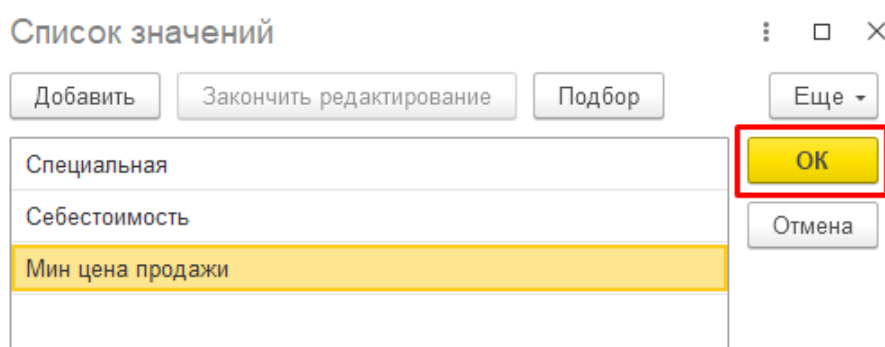 Список значений
Добавить Закончить редактирование Подбор Еще
Специальная
ОК
Себестоимость
Отмена
Мин цена продажи